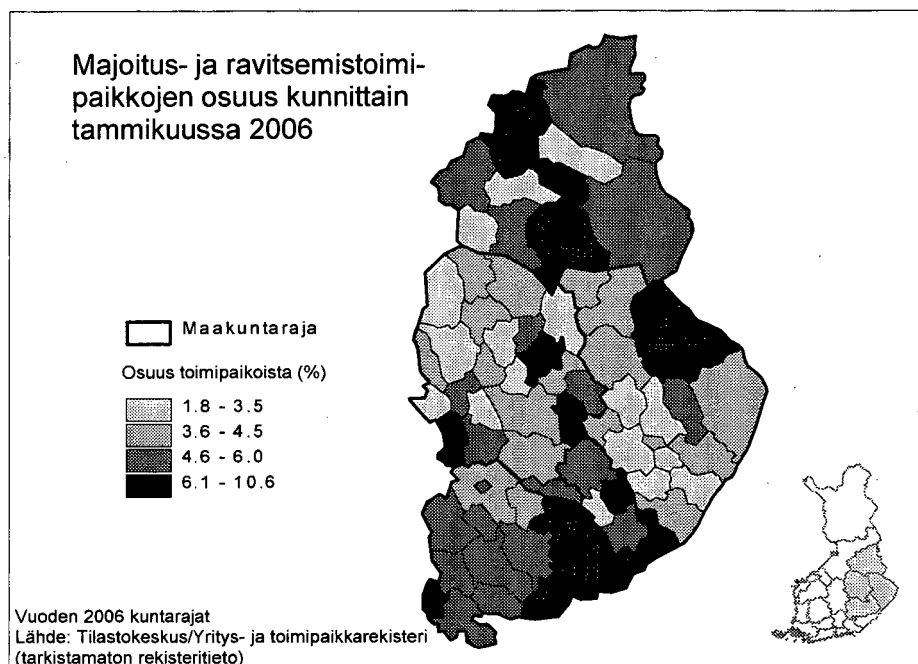 Majoitus- ja ravitsemistoimi-
paikkojen osuus kunnittain
tammikuussa 2006
Maakuntaraja
Osuus toimipaikoista (%)
1.8 - 3.5
3.6 - 4.5
4.6 - 6.0
6.1 - 10.6
Vuoden 2006 kuntarajat
Lähde: Tilastokeskus/Yritys- ja toimipaikkarekisteri
(tarkistamaton rekisteritieto)